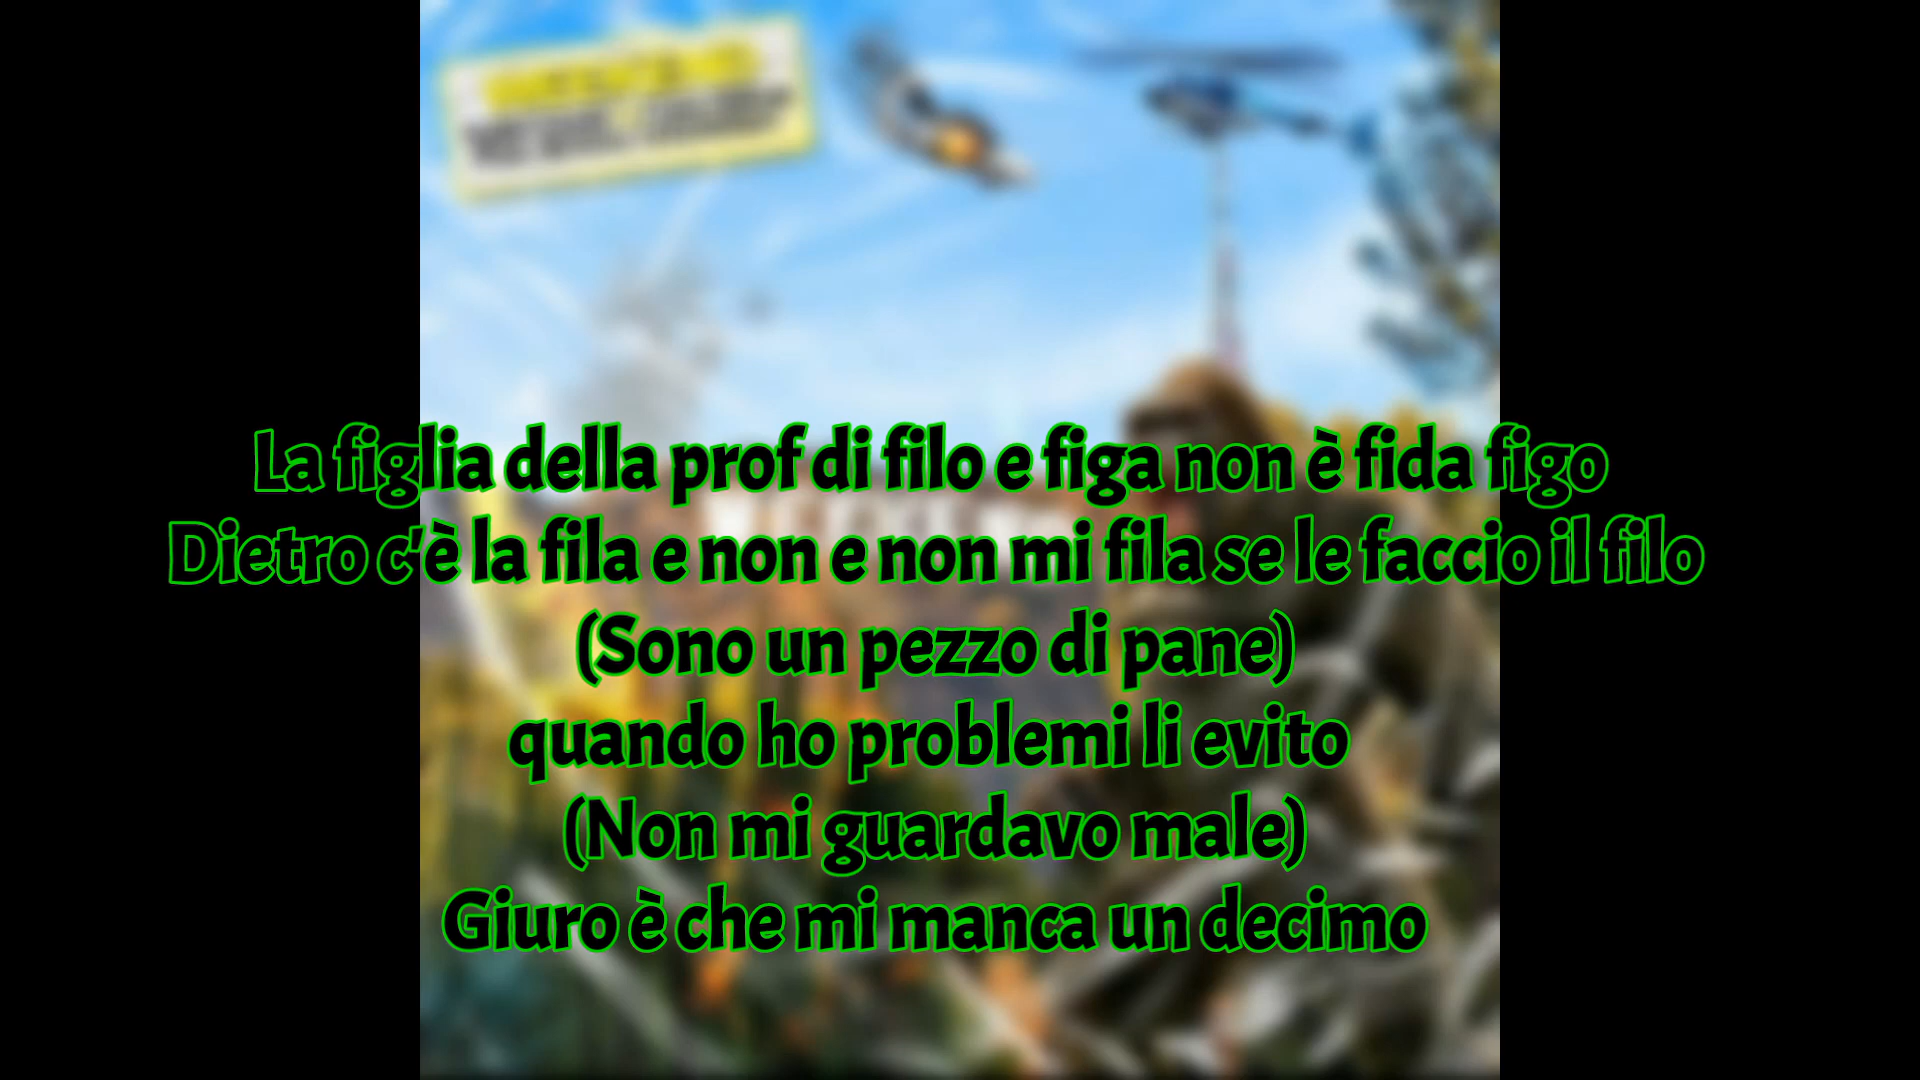 La figlia della prof di filo e figa non è fida figo
Dietro c'è la fila e non e non mi fila se le faccio il filo
(Sono un pezzo di pane)
quando ho problemi li evito
(Non mi guardavo male)
Giuro è che mi manca un decimo